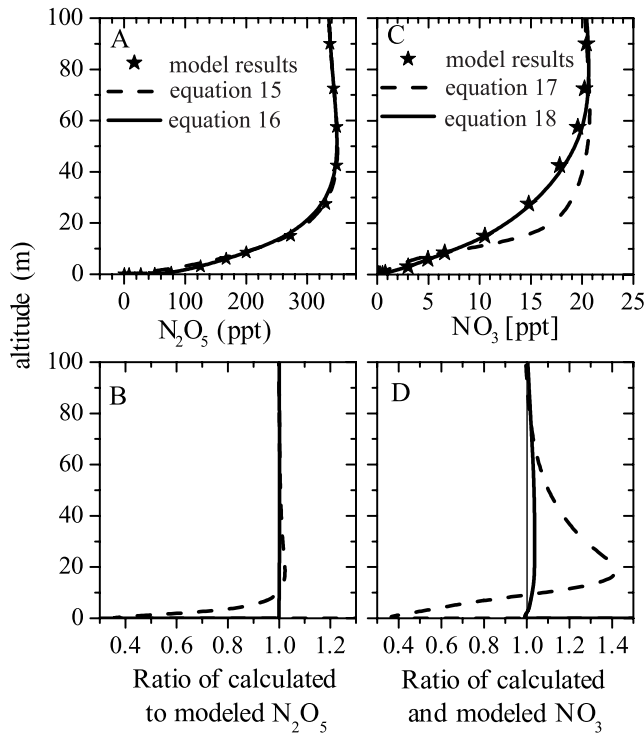 altitude (m)
A
model results
equation 15
equation 16
100
80
60
40
20
0
0 100 200 300
N₂O₅ (ppt)
C
model results
equation 17
equation 18
0 5 10 15 20 25
NO₃ [ppt]
B
100
80
60
40
20
0
0.4 0.6 0.8 1.0 1.2
Ratio of calculated
to modeled N₂O₅
D
0.4 0.6 0.8 1.0 1.2 1.4
Ratio of calculated
and modeled NO₃